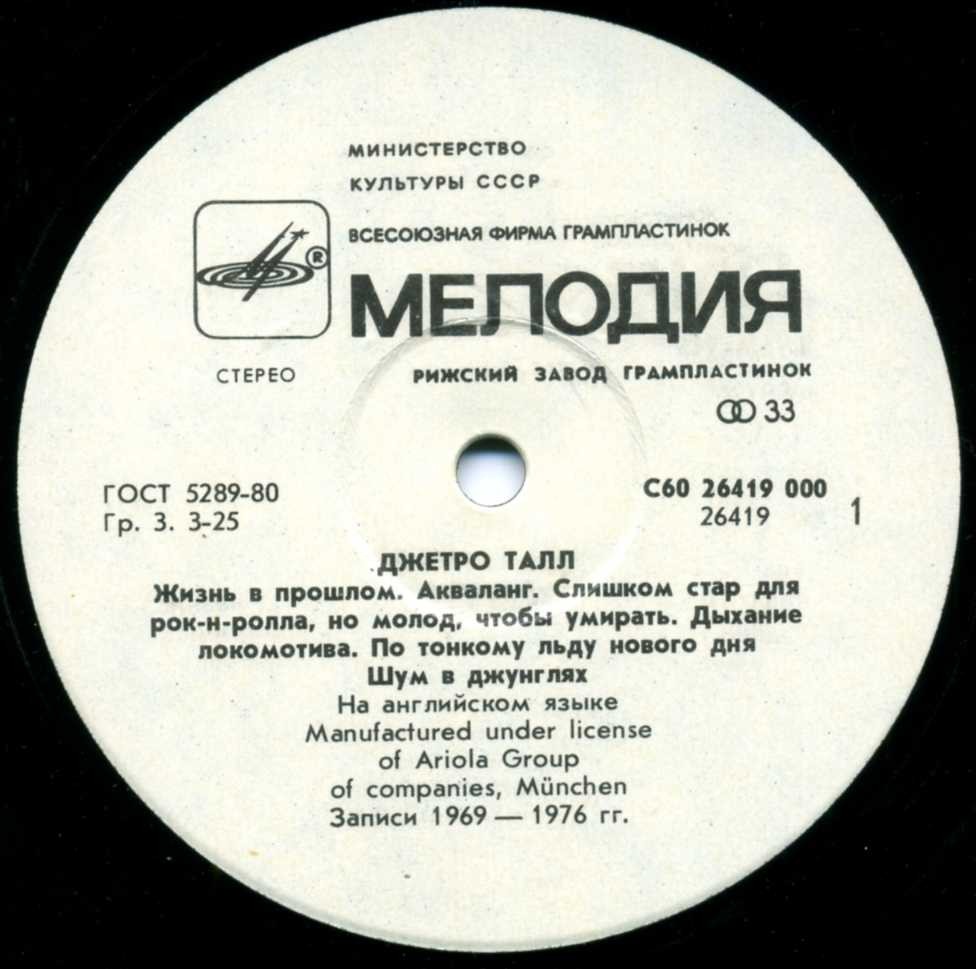 МИНИСТЕРСТВО
КУЛЬТУРЫ СССР
ВСЕСОЮЗНАЯ ФИРМА ГРАМПЛАСТИНОК
®
МЕЛОДИЯ
СТЕРЕО
РИЖСКИЙ ЗАВОД ГРАМПЛАСТИНОК
33
ГОСТ 5289-80
Гр. 3. 3-25
С60 26419 000
26419
1
ДЖЕТРО ТАЛЛ
Жизнь в прошлом. Акваланг. Слишком стар для
рок-н-ролла, но молод, чтобы умирать. Дыхание
локомотива. По тонкому льду нового дня
Шум в джунглях
На английском языке
Manufactured under license
of Ariola Group
of companies, München
Записи 1969 — 1976 гг.